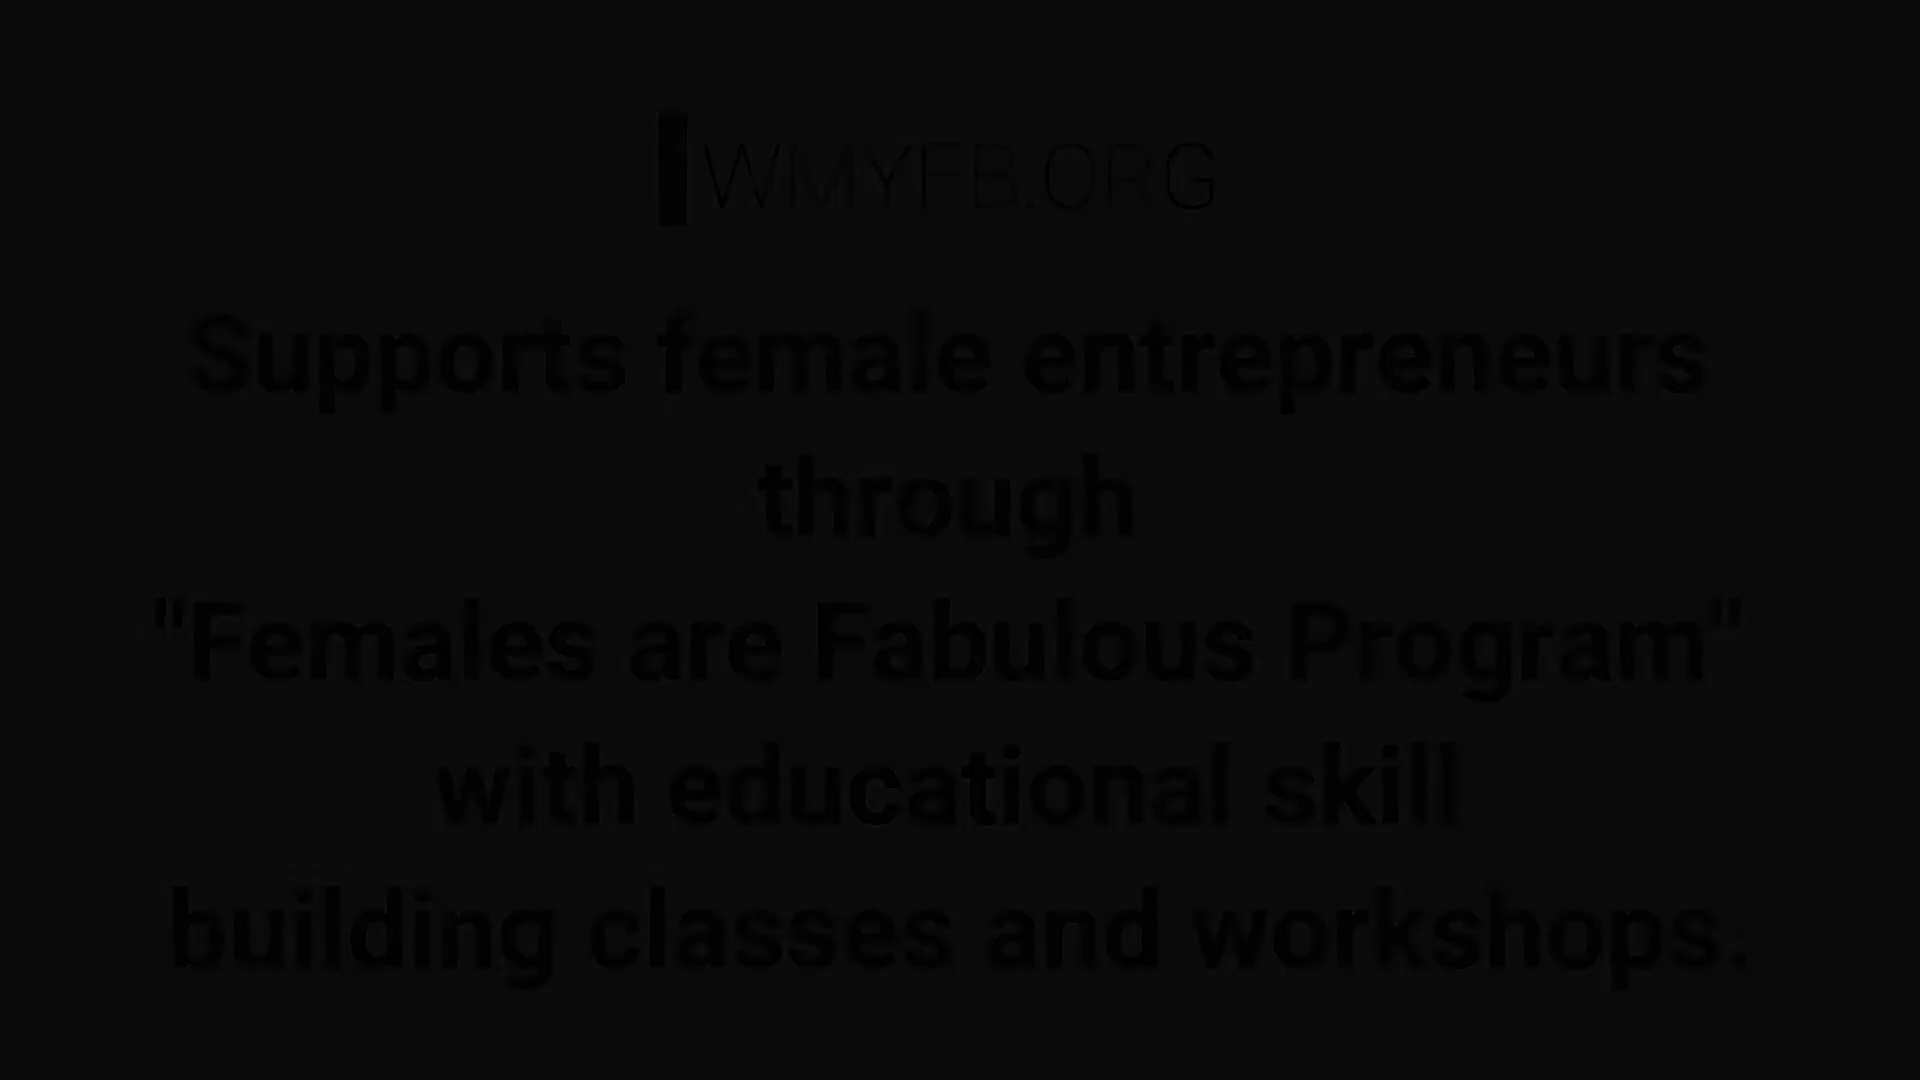 WMYFB.ORG
Supports female entrepreneurs
through
"Females are Fabulous Program"
with educational skill
building classes and workshops.